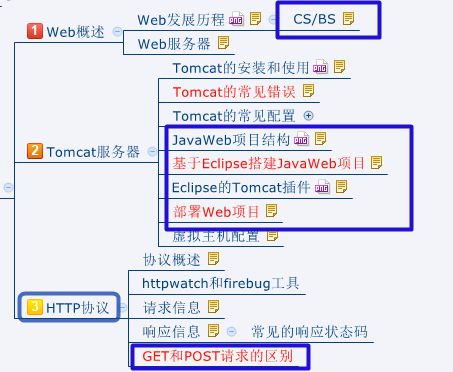 1 Web概述
Web发展历程
CS/BS
Web服务器
2 Tomcat服务器
Tomcat的安装和使用
Tomcat的常见错误
Tomcat的常见配置
JavaWeb项目结构
基于Eclipse搭建JavaWeb项目
Eclipse的Tomcat插件
部署Web项目
虚拟主机配置
3 HTTP协议
协议概述
httpwatch和firebug工具
请求信息
响应信息
常见的响应状态码
GET和POST请求的区别